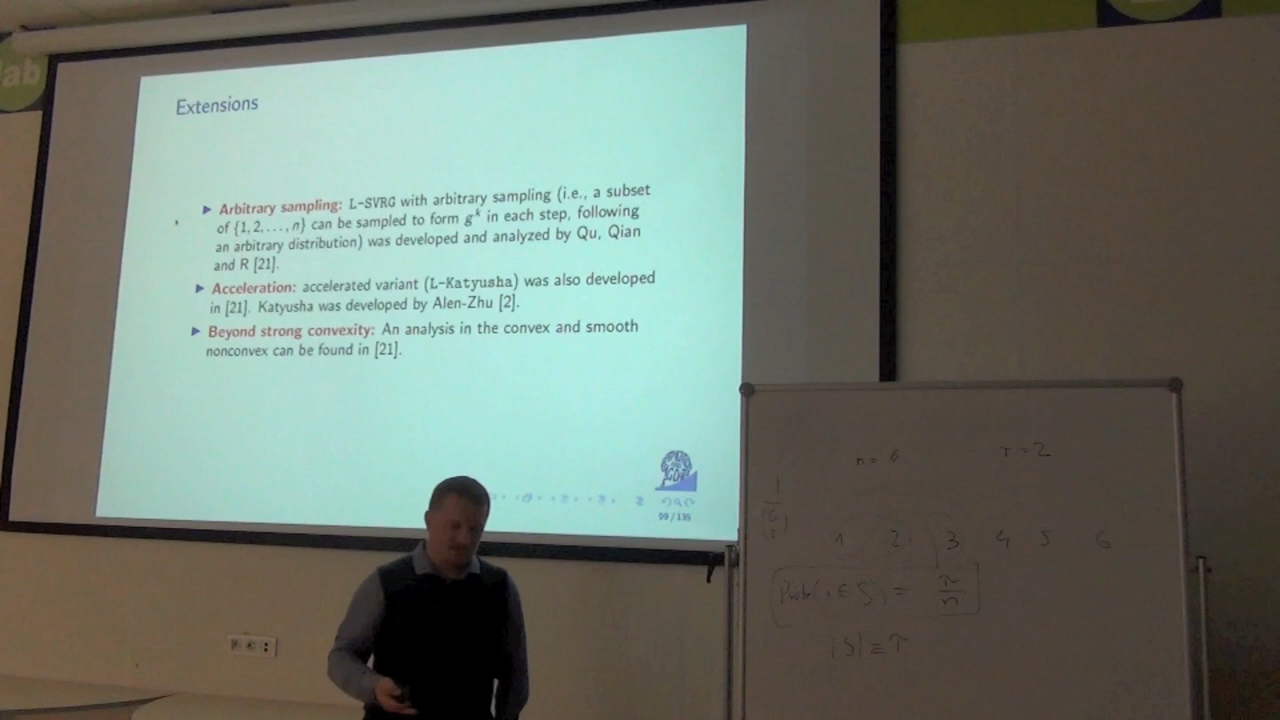 ab
Extensions
▶ Arbitrary sampling: L-SVRG with arbitrary sampling (i.e., a subset
of {1, 2, . . . , n} can be sampled to form gᵏ in each step, following
an arbitrary distribution) was developed and analyzed by Qu, Qian
and R [21].
▶ Acceleration: accelerated variant (L-Katyusha) was also developed
in [21]. Katyusha was developed by Alen-Zhu [2].
▶ Beyond strong convexity: An analysis in the convex and smooth
nonconvex can be found in [21].
99 / 135
n = 6 τ = 2
1 2 3 4 5 6
Prob(i ∈ S) = τ/n
|S| ≡ τ